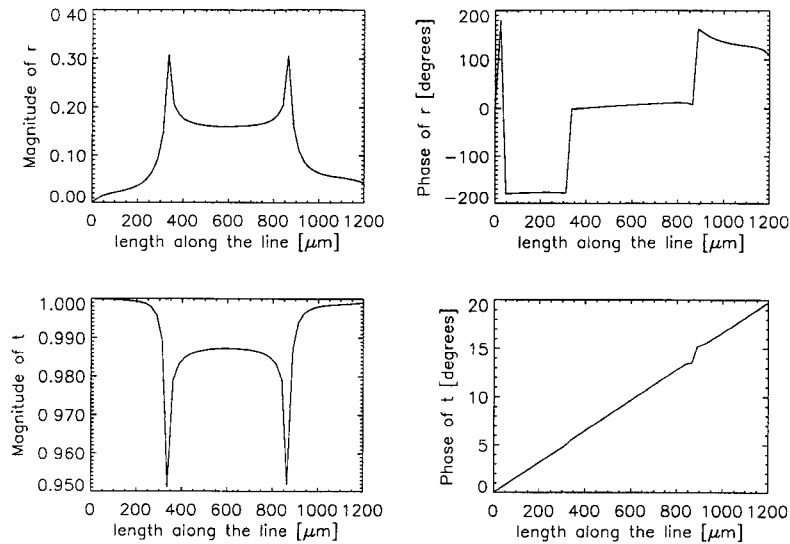 0.40
0.30
0.20
0.10
0.00
Magnitude of r
0 200 400 600 800 1000 1200
length along the line [μm]
200
100
0
-100
-200
Phase of r [degrees]
0 200 400 600 800 1000 1200
length along the line [μm]
1.000
0.990
0.980
0.970
0.960
0.950
Magnitude of t
0 200 400 600 800 1000 1200
length along the line [μm]
20
15
10
5
0
Phase of t [degrees]
0 200 400 600 800 1000 1200
length along the line [μm]